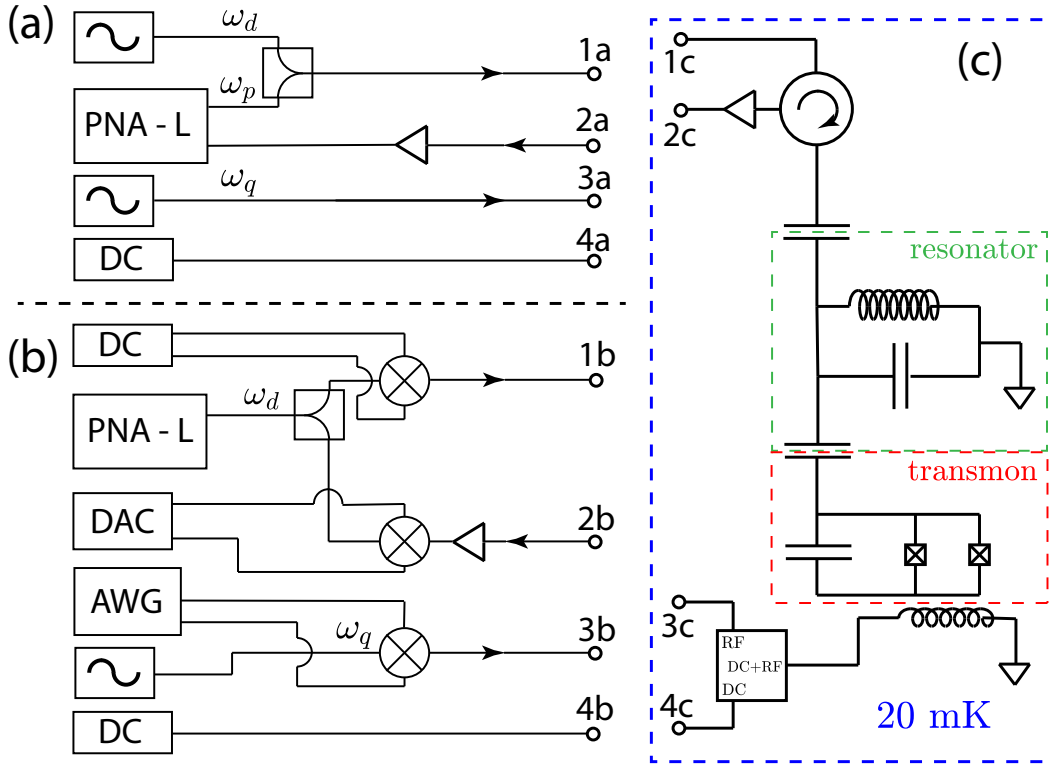 (a)
ω_d
1a
ω_p
PNA - L
2a
ω_q
3a
DC
4a
(b)
DC
1b
ω_d
PNA - L
DAC
2b
AWG
ω_q
3b
DC
4b
(c)
1c
2c
resonator
transmon
3c
RF
DC+RF
DC
4c
20 mK